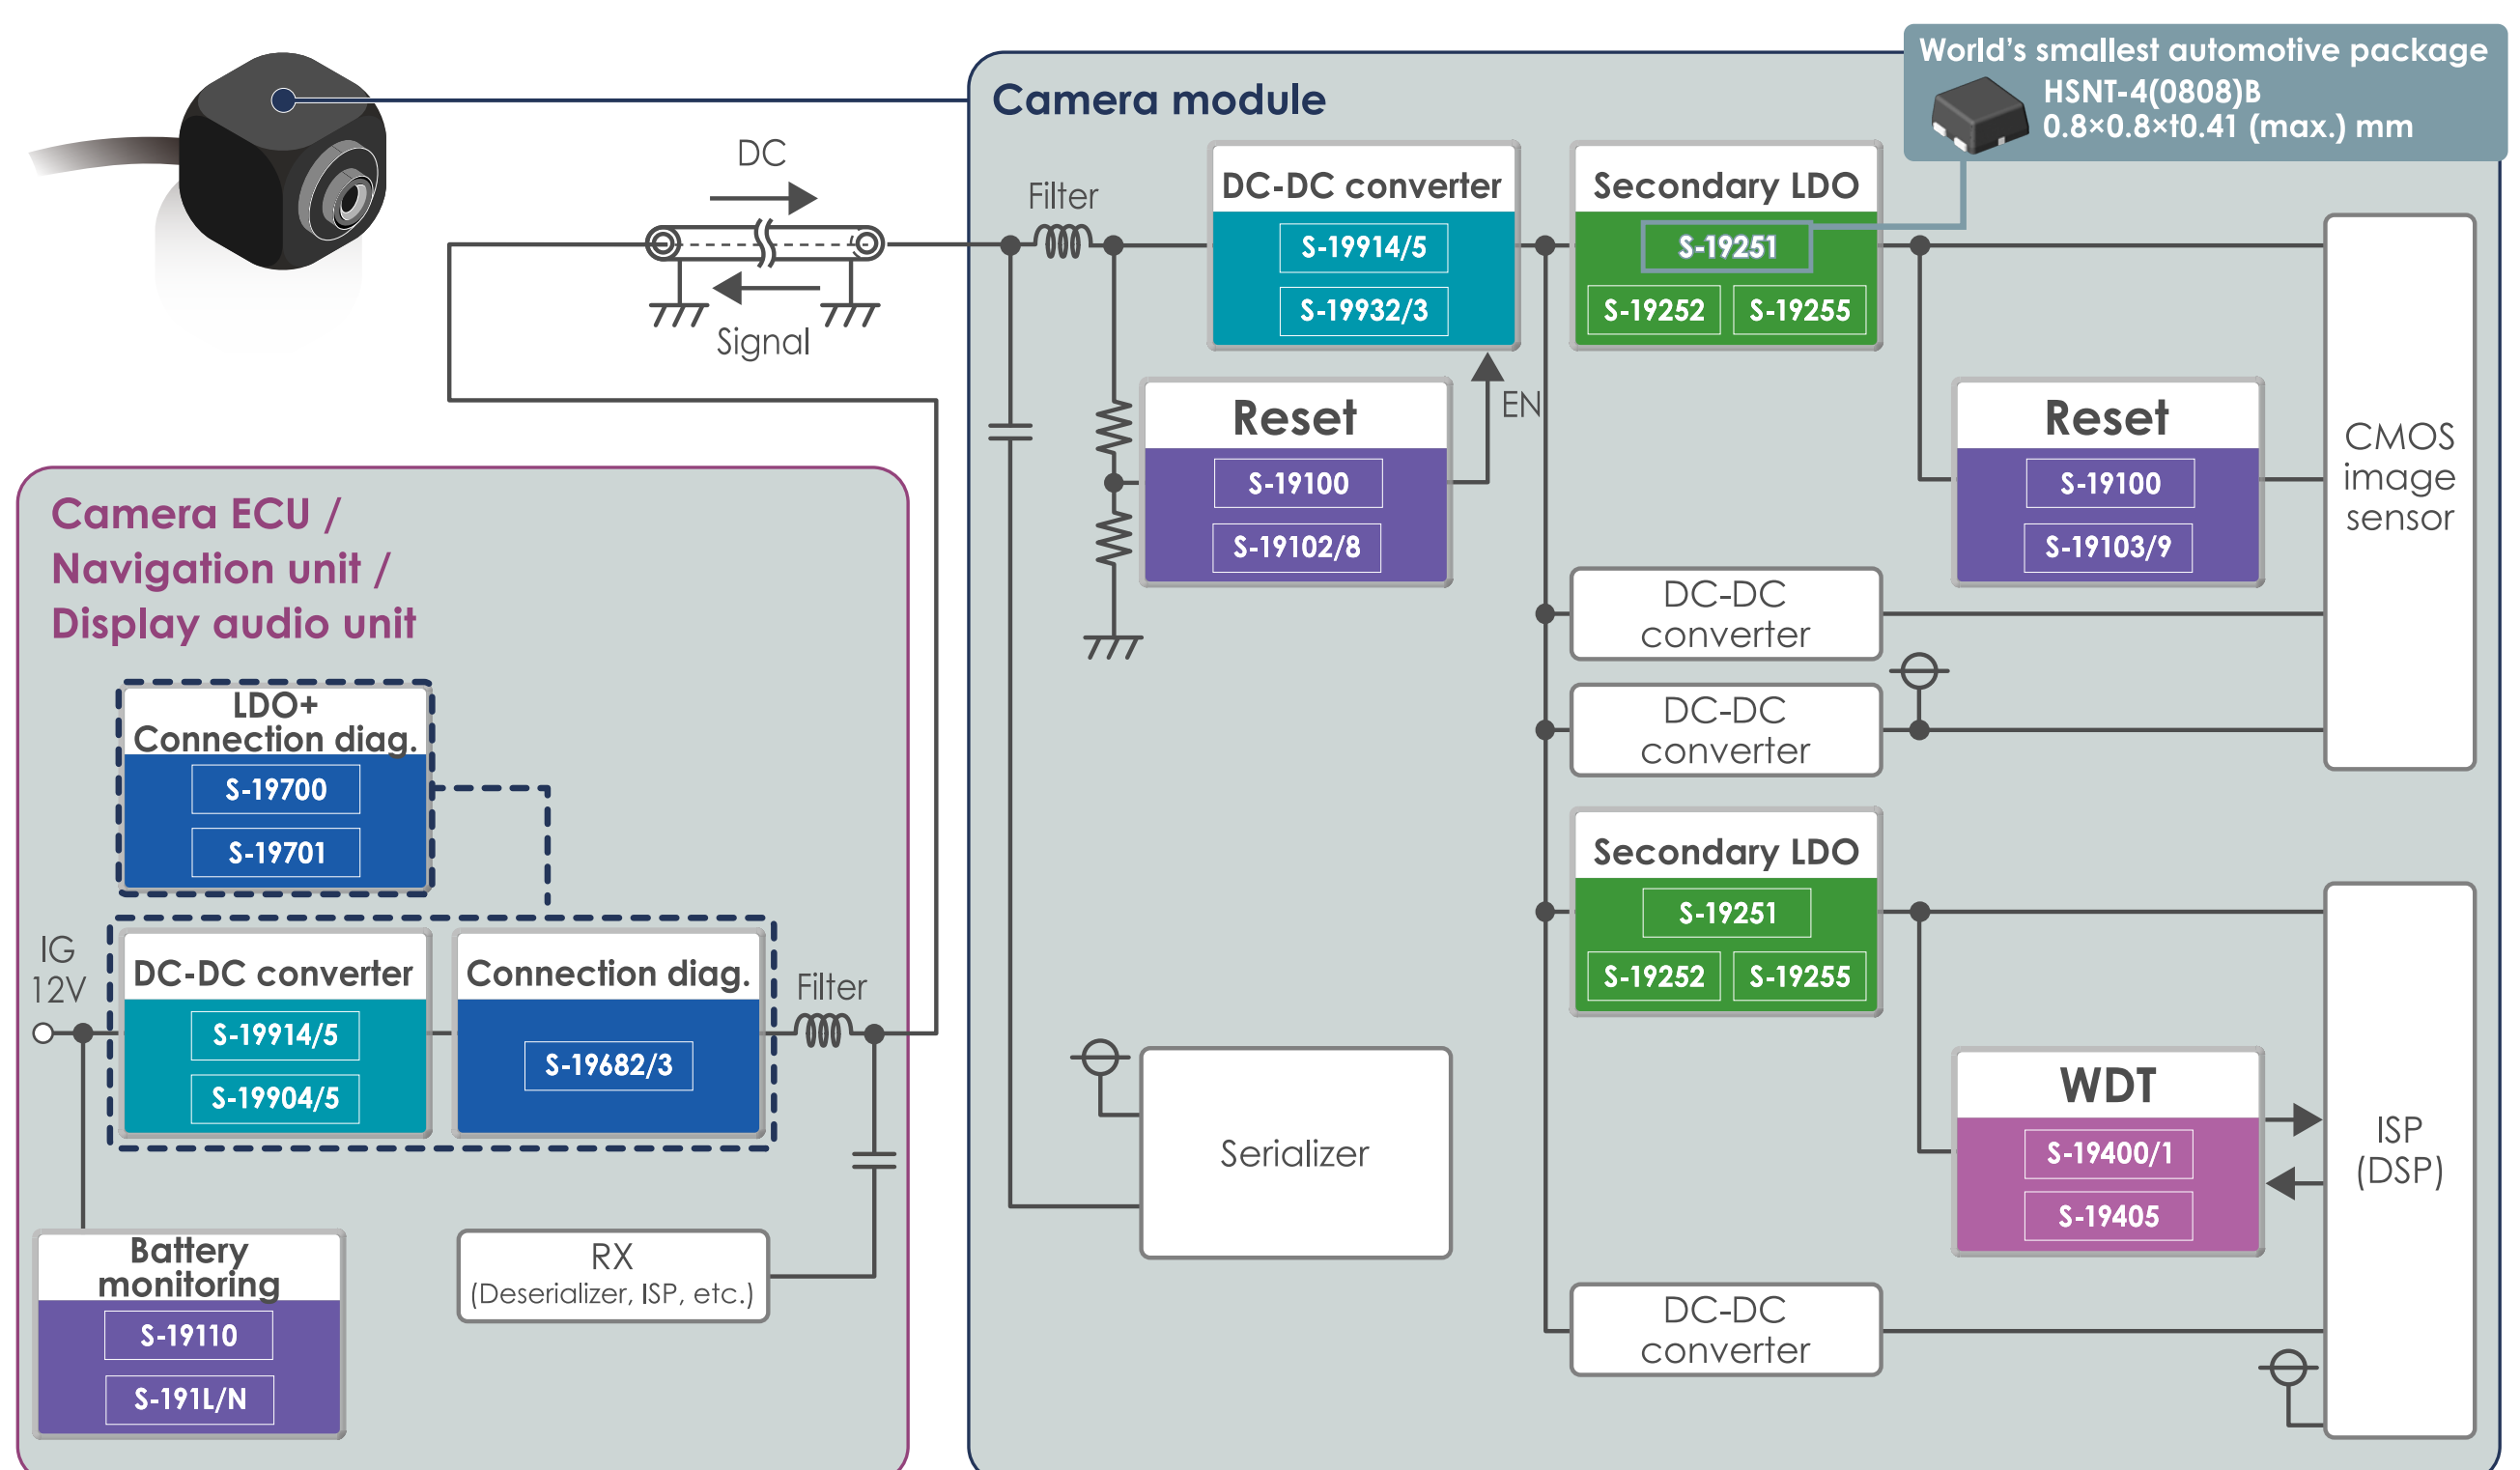 World's smallest automotive package
HSNT-4(0808)B
0.8×0.8×t0.41 (max.) mm
Camera module
DC
Signal
Filter
DC-DC converter
S-19914/5
S-19932/3
Secondary LDO
S-19251
S-19252
S-19255
EN
Reset
S-19100
S-19102/8
Reset
S-19100
S-19103/9
CMOS
image
sensor
DC-DC
converter
DC-DC
converter
Secondary LDO
S-19251
S-19252
S-19255
WDT
S-19400/1
S-19405
ISP
(DSP)
Serializer
DC-DC
converter
Camera ECU /
Navigation unit /
Display audio unit
LDO+
Connection diag.
S-19700
S-19701
IG
12V
DC-DC converter
S-19914/5
S-19904/5
Connection diag.
S-19682/3
Filter
Battery
monitoring
S-19110
S-191L/N
RX
(Deserializer, ISP, etc.)